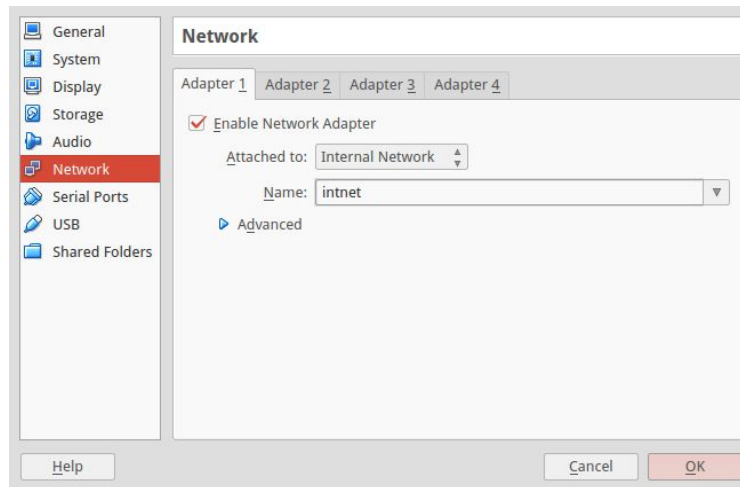 General
System
Display
Storage
Audio
Network
Serial Ports
USB
Shared Folders
Network
Adapter 1 Adapter 2 Adapter 3 Adapter 4
Enable Network Adapter
Attached to: Internal Network
Name: intnet
Advanced
Help Cancel OK